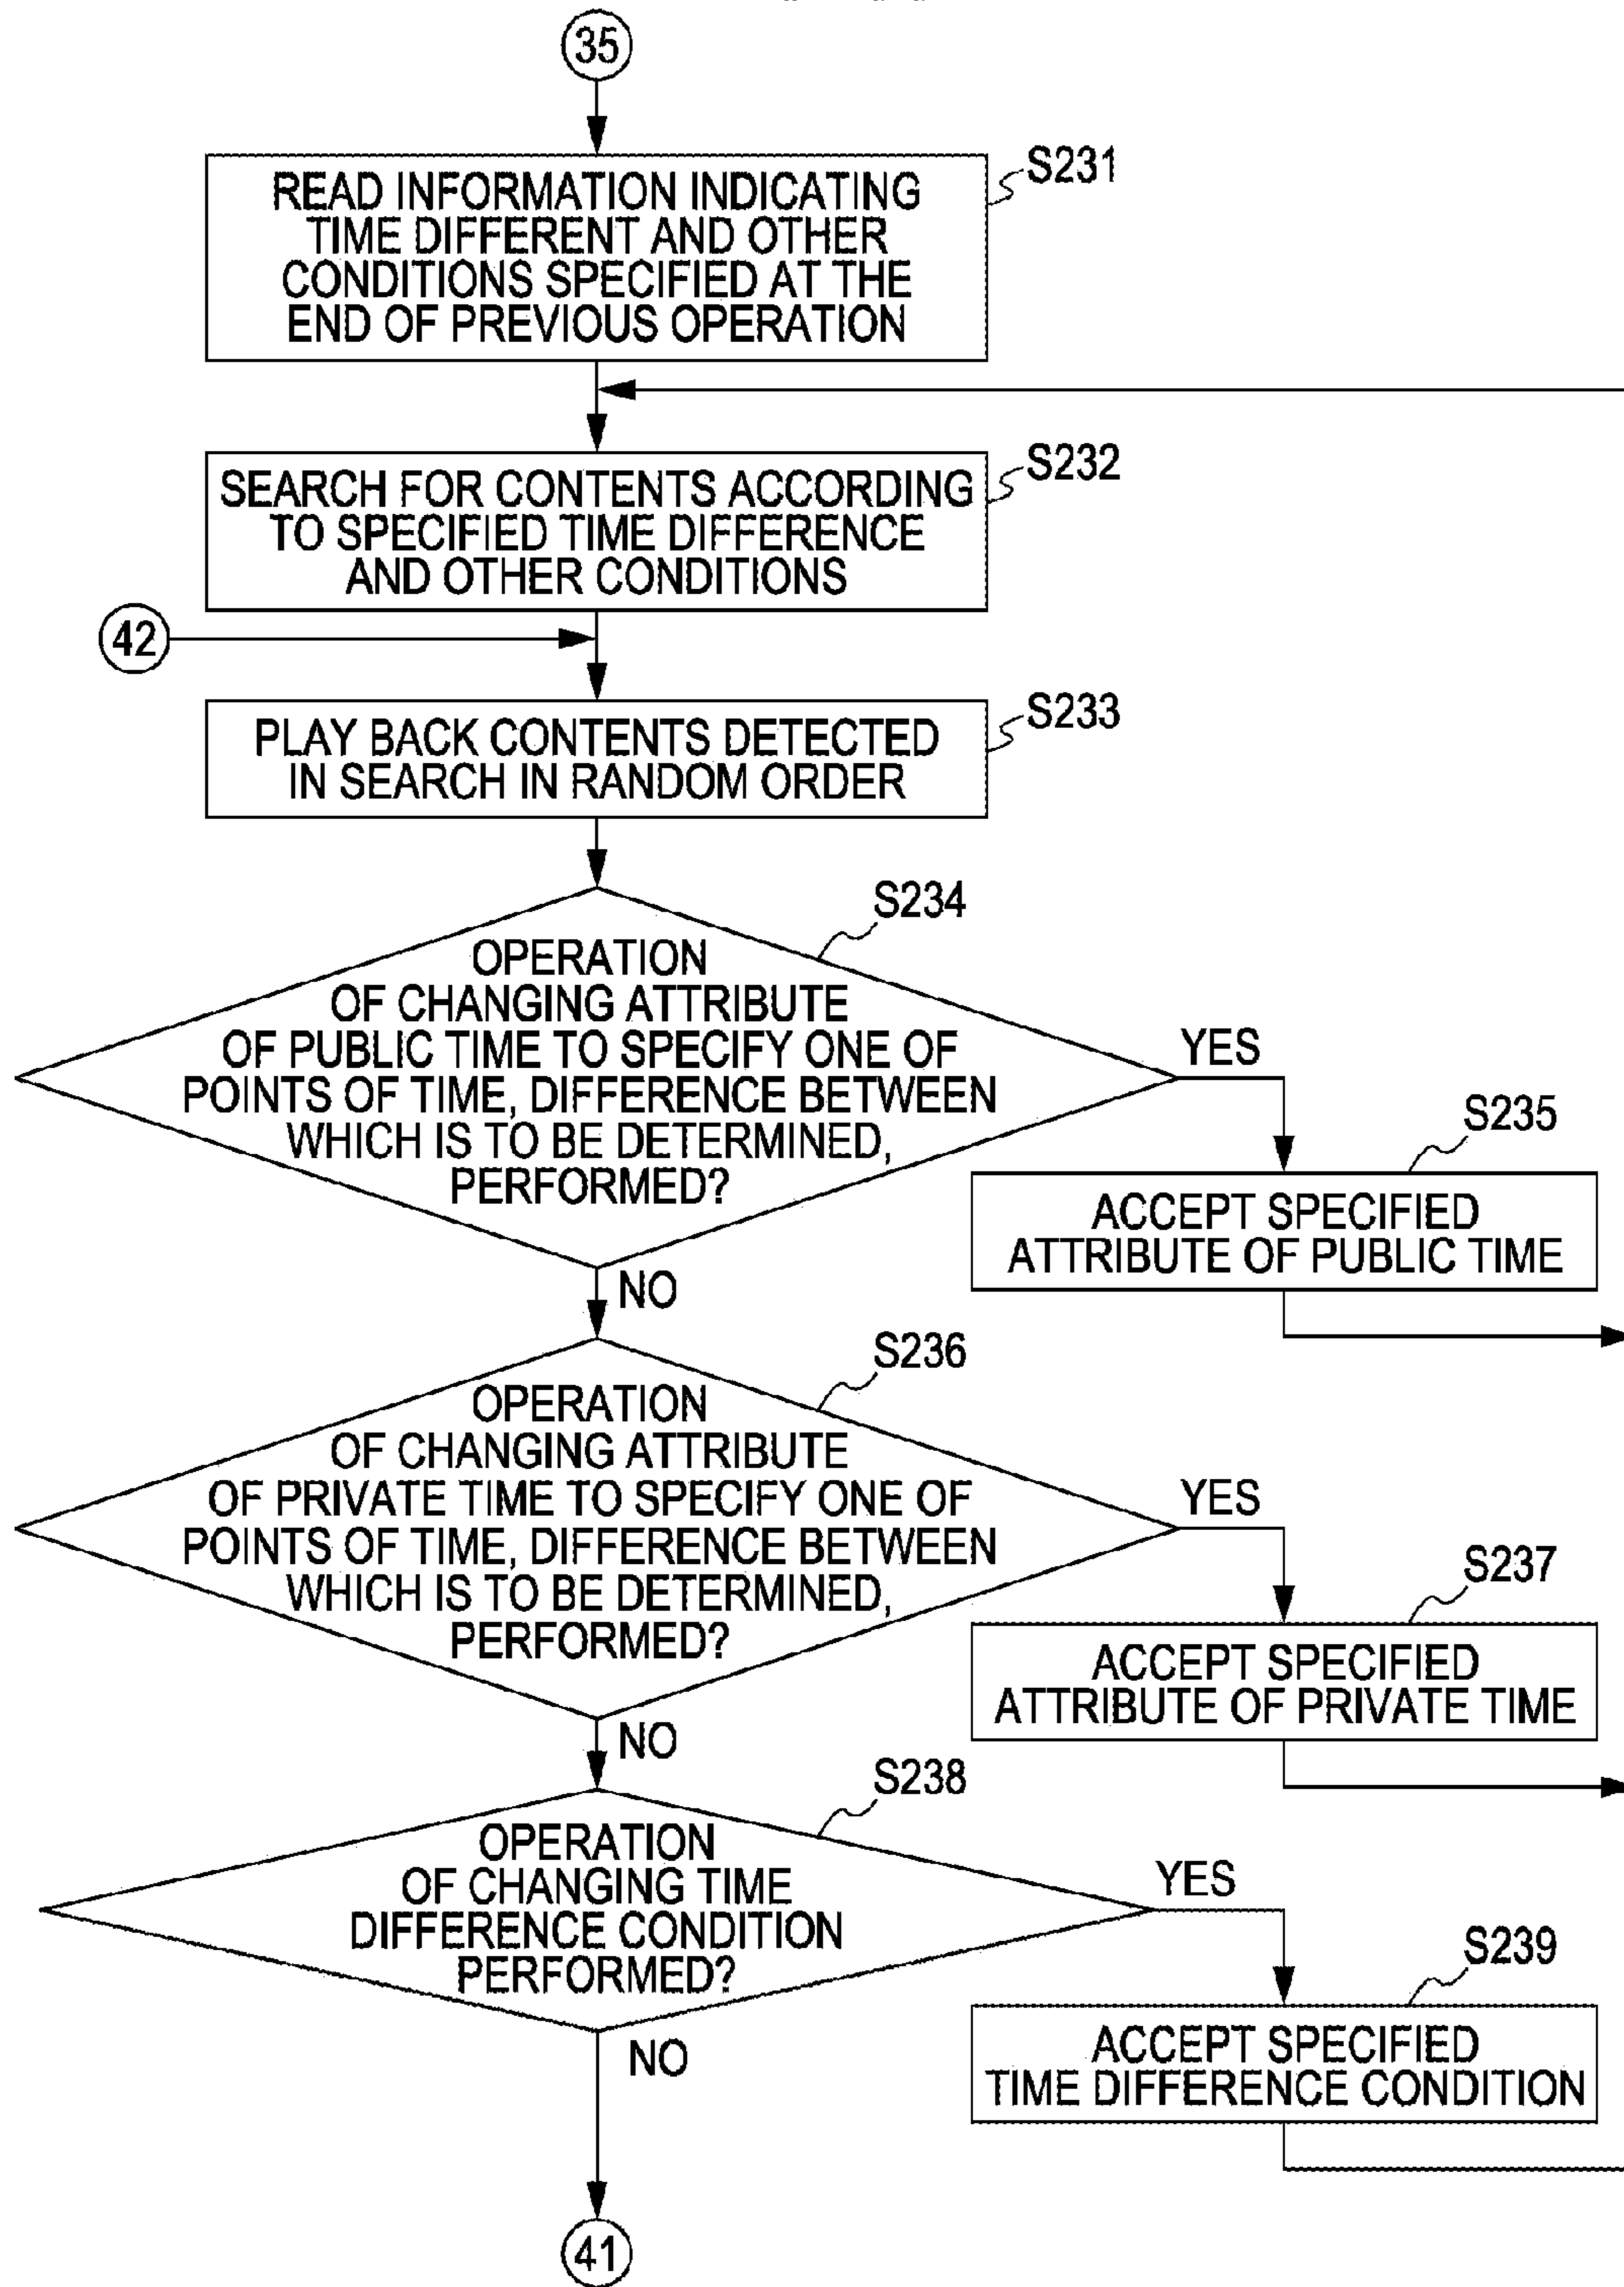 35
S231
READ INFORMATION INDICATING
TIME DIFFERENT AND OTHER
CONDITIONS SPECIFIED AT THE
END OF PREVIOUS OPERATION
S232
SEARCH FOR CONTENTS ACCORDING
TO SPECIFIED TIME DIFFERENCE
AND OTHER CONDITIONS
42
S233
PLAY BACK CONTENTS DETECTED
IN SEARCH IN RANDOM ORDER
S234
OPERATION
OF CHANGING ATTRIBUTE
OF PUBLIC TIME TO SPECIFY ONE OF
POINTS OF TIME, DIFFERENCE BETWEEN
WHICH IS TO BE DETERMINED,
PERFORMED?
YES
S235
ACCEPT SPECIFIED
ATTRIBUTE OF PUBLIC TIME
NO
S236
OPERATION
OF CHANGING ATTRIBUTE
OF PRIVATE TIME TO SPECIFY ONE OF
POINTS OF TIME, DIFFERENCE BETWEEN
WHICH IS TO BE DETERMINED,
PERFORMED?
YES
S237
ACCEPT SPECIFIED
ATTRIBUTE OF PRIVATE TIME
NO
S238
OPERATION
OF CHANGING TIME
DIFFERENCE CONDITION
PERFORMED?
YES
S239
ACCEPT SPECIFIED
TIME DIFFERENCE CONDITION
NO
41